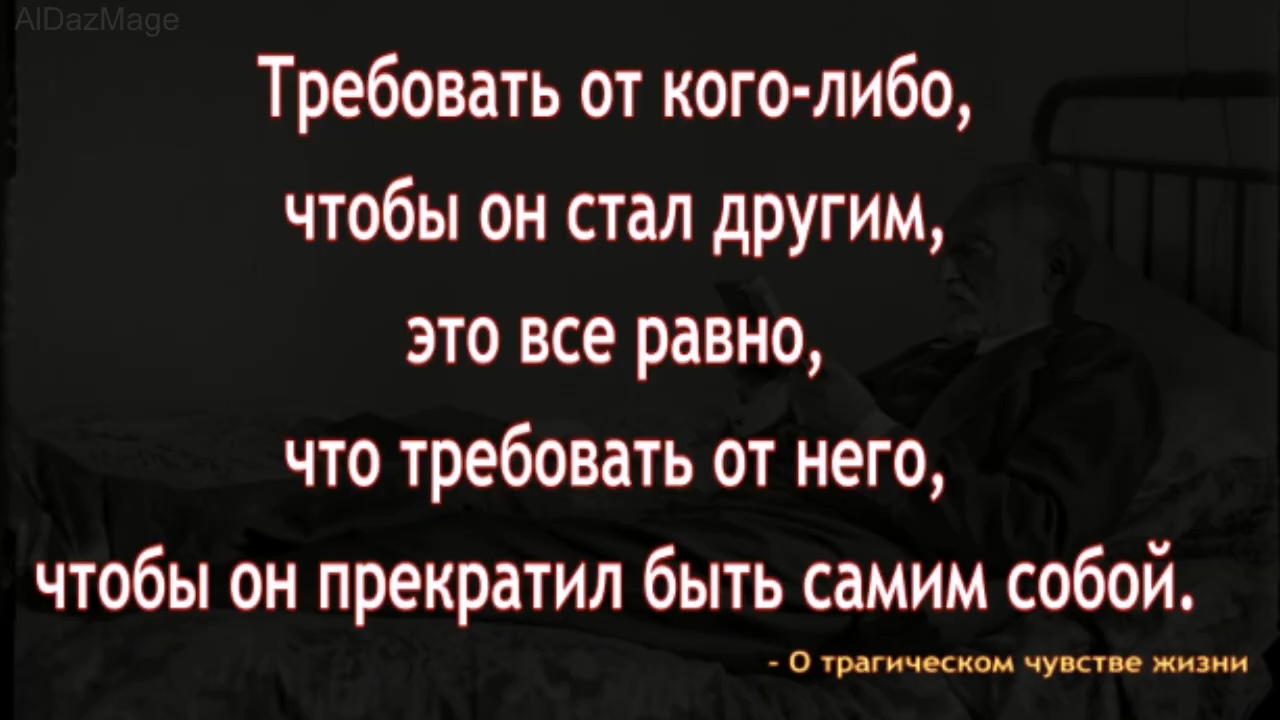 AlDazMage
Требовать от кого-либо,
чтобы он стал другим,
это все равно,
что требовать от него,
чтобы он прекратил быть самим собой.
- О трагическом чувстве жизни